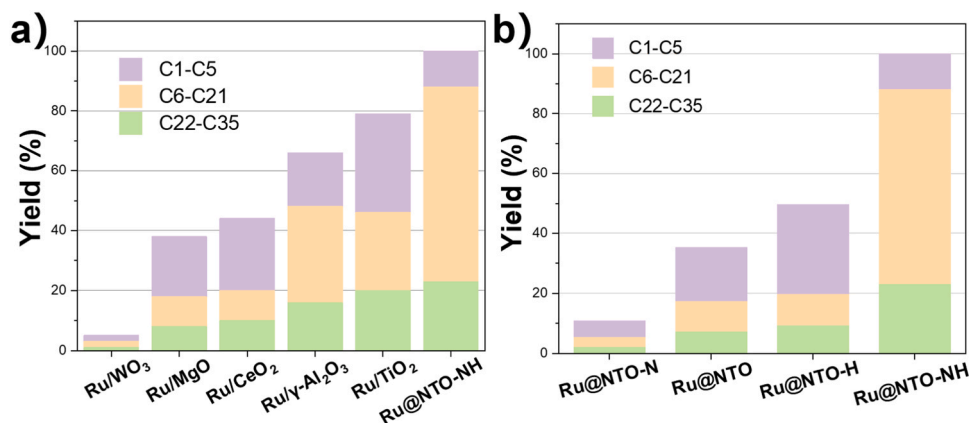 a)
Yield (%)
100
80
60
40
20
0
C1-C5
C6-C21
C22-C35
Ru/WO₃
Ru/MgO
Ru/CeO₂
Ru/γ-Al₂O₃
Ru/TiO₂
Ru@NTO-NH
b)
Yield (%)
100
80
60
40
20
0
C1-C5
C6-C21
C22-C35
Ru@NTO-N
Ru@NTO
Ru@NTO-H
Ru@NTO-NH